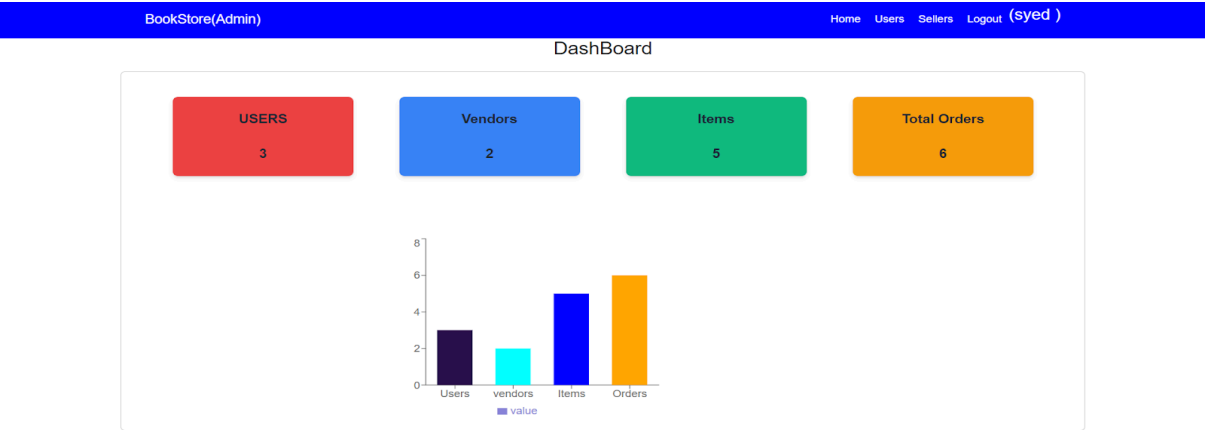 BookStore(Admin) Home Users Sellers Logout (syed )
DashBoard
USERS Vendors Items Total Orders
3 2 5 6
8
6
4
2
0
Users vendors Items Orders
value